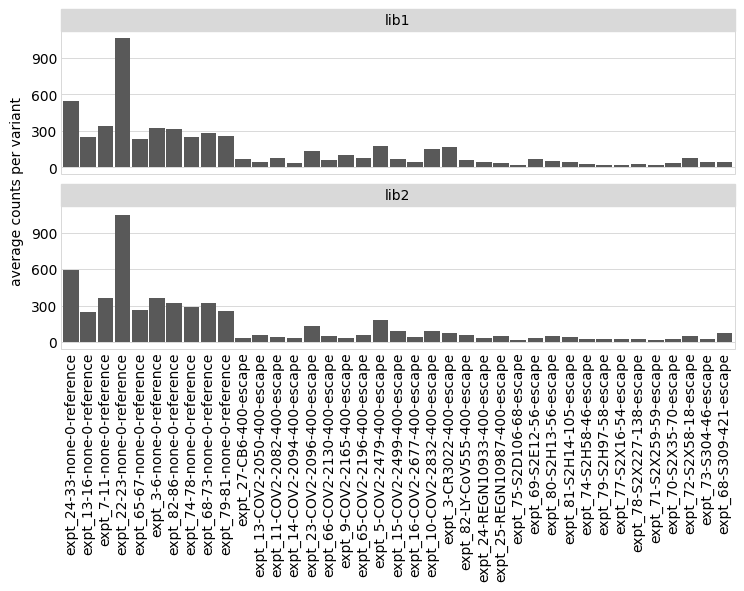 lib1
900
600
300
0
lib2
900
600
300
0
average counts per variant
expt_24-33-none-0-reference
expt_13-16-none-0-reference
expt_7-11-none-0-reference
expt_22-23-none-0-reference
expt_65-67-none-0-reference
expt_3-6-none-0-reference
expt_82-86-none-0-reference
expt_74-78-none-0-reference
expt_68-73-none-0-reference
expt_79-81-none-0-reference
expt_27-CB6-400-escape
expt_13-COV2-2050-400-escape
expt_11-COV2-2082-400-escape
expt_14-COV2-2094-400-escape
expt_23-COV2-2096-400-escape
expt_66-COV2-2130-400-escape
expt_9-COV2-2165-400-escape
expt_65-COV2-2196-400-escape
expt_5-COV2-2479-400-escape
expt_15-COV2-2499-400-escape
expt_16-COV2-2677-400-escape
expt_10-COV2-2832-400-escape
expt_3-CR3022-400-escape
expt_82-LY-CoV555-400-escape
expt_24-REGN10933-400-escape
expt_25-REGN10987-400-escape
expt_75-S2D106-68-escape
expt_69-S2E12-56-escape
expt_80-S2H13-56-escape
expt_81-S2H14-105-escape
expt_74-S2H58-46-escape
expt_79-S2H97-58-escape
expt_77-S2X16-54-escape
expt_78-S2X227-138-escape
expt_71-S2X259-59-escape
expt_70-S2X35-70-escape
expt_72-S2X58-18-escape
expt_73-S304-46-escape
expt_68-S309-421-escape